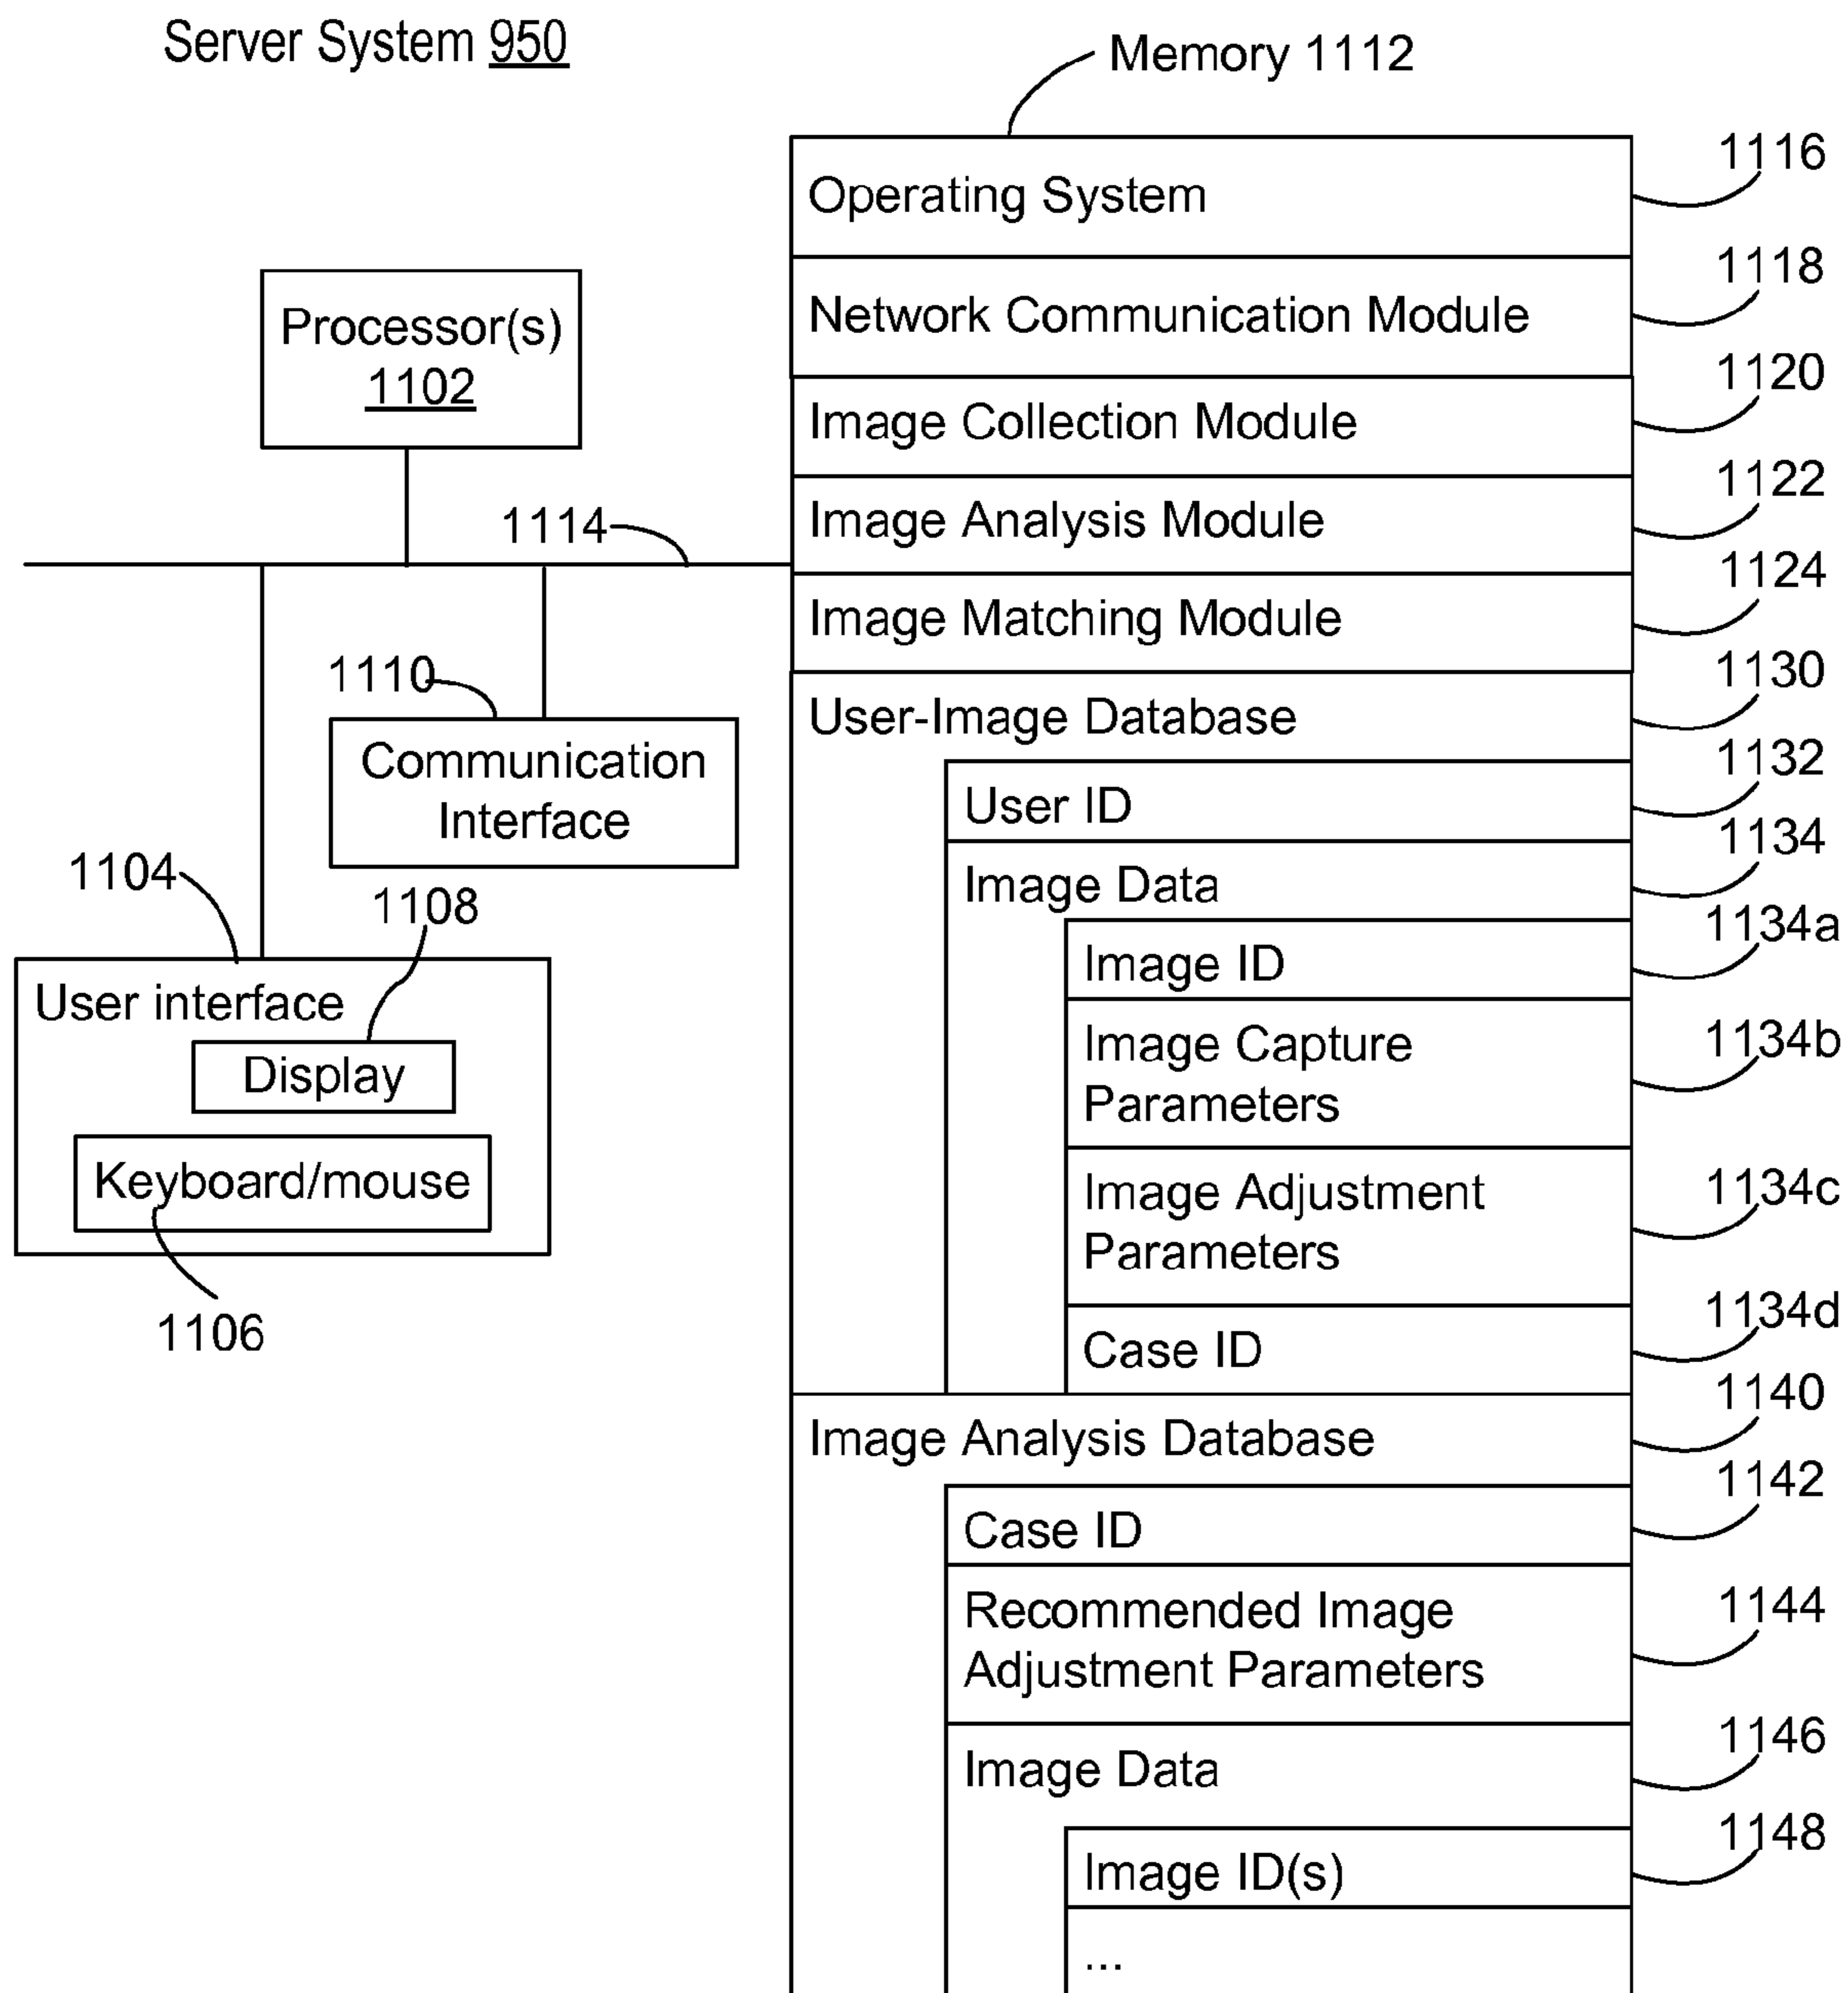 Server System 950
Memory 1112
Operating System
1116
Network Communication Module
1118
Image Collection Module
1120
Image Analysis Module
1122
Image Matching Module
1124
User-Image Database
1130
User ID
1132
Image Data
1134
Image ID
1134a
Image Capture
Parameters
1134b
Image Adjustment
Parameters
1134c
Case ID
1134d
Image Analysis Database
1140
Case ID
1142
Recommended Image
Adjustment Parameters
1144
Image Data
1146
Image ID(s)
1148
...
Processor(s)
1102
1114
1110
Communication
Interface
1104
1108
User interface
Display
Keyboard/mouse
1106